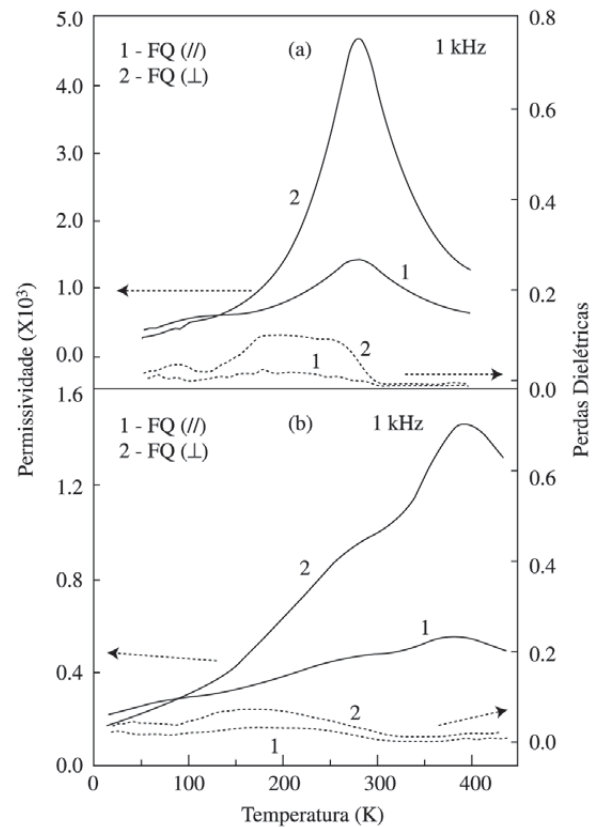 5.0
4.0
3.0
2.0
1.0
0.0
1 - FQ (//)
2 - FQ (⊥)
(a)
1 kHz
2
1
1
2
0.8
0.6
0.4
0.2
0.0
Permissividade (X10³)
Perdas Dielétricas
1.6
1.2
0.8
0.4
0.0
1 - FQ (//)
2 - FQ (⊥)
(b)
1 kHz
2
1
2
1
0.6
0.4
0.2
0.0
0 100 200 300 400
Temperatura (K)